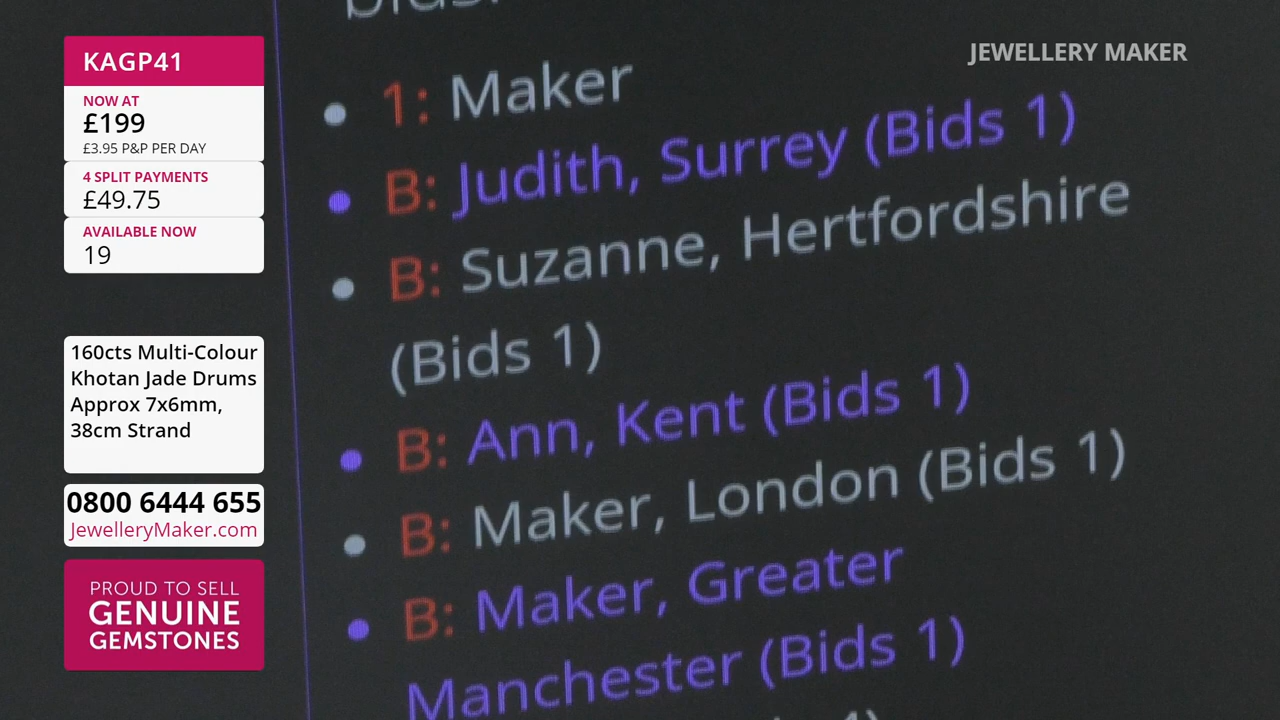 KAGP41
NOW AT
£199
£3.95 P&P PER DAY
4 SPLIT PAYMENTS
£49.75
AVAILABLE NOW
19
160cts Multi-Colour
Khotan Jade Drums
Approx 7x6mm,
38cm Strand
0800 6444 655
JewelleryMaker.com
PROUD TO SELL
GENUINE
GEMSTONES
JEWELLERY MAKER
1: Maker
B: Judith, Surrey (Bids 1)
B: Suzanne, Hertfordshire
(Bids 1)
B: Ann, Kent (Bids 1)
B: Maker, London (Bids 1)
B: Maker, Greater
Manchester (Bids 1)